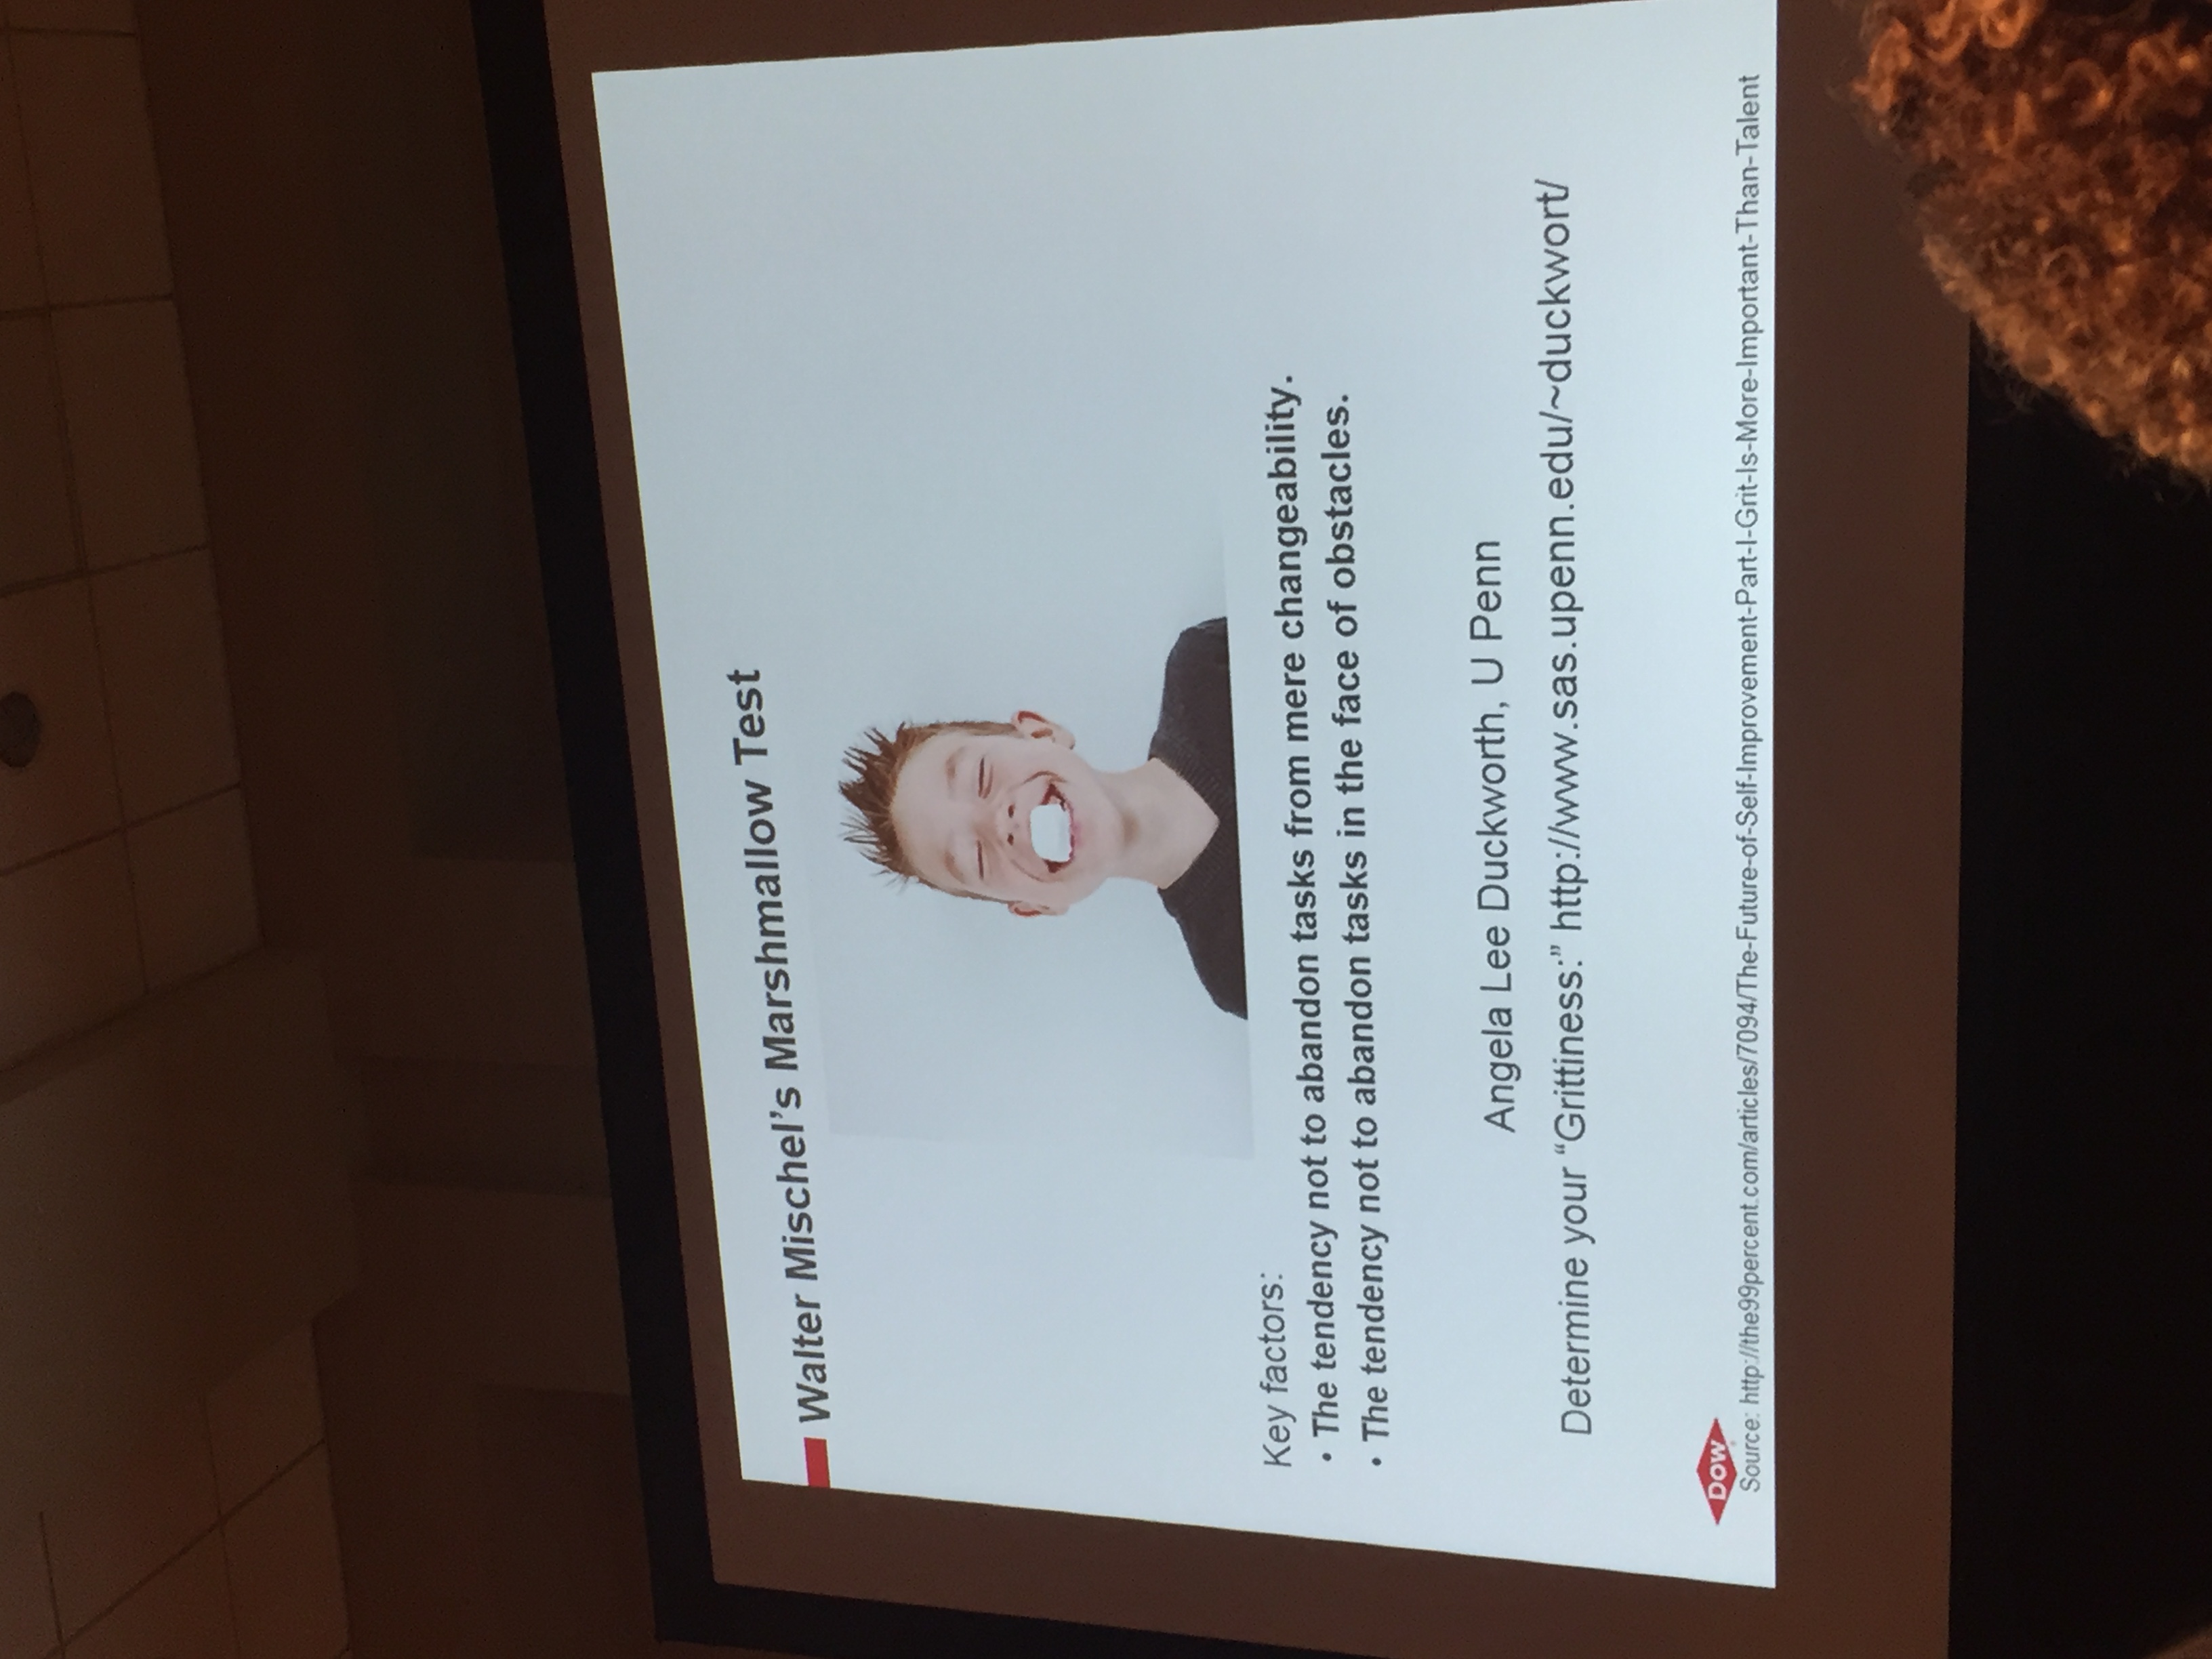 Walter Mischel's Marshmallow Test
Key factors:
• The tendency not to abandon tasks from mere changeability.
• The tendency not to abandon tasks in the face of obstacles.
Angela Lee Duckworth, U Penn
Determine your “Grittiness:” http://www.sas.upenn.edu/~duckwort/
DOW
Source: http://the99percent.com/articles/7094/The-Future-of-Self-Improvement-Part-I-Grit-Is-More-Important-Than-Talent